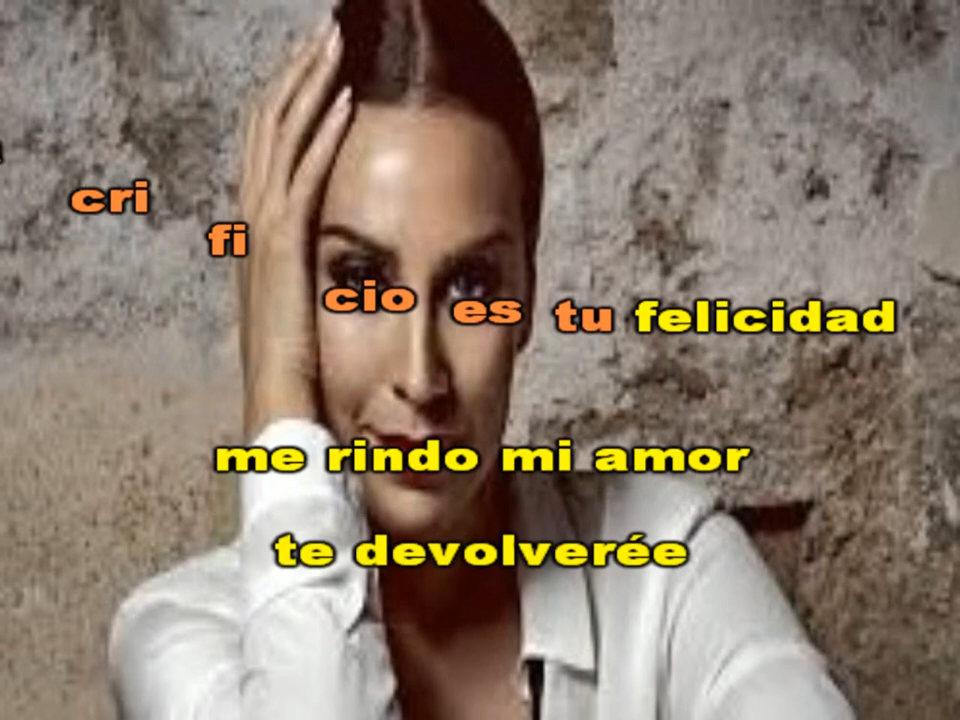 cri fi cio es tu felicidad
me rindo mi amor
te devolverée